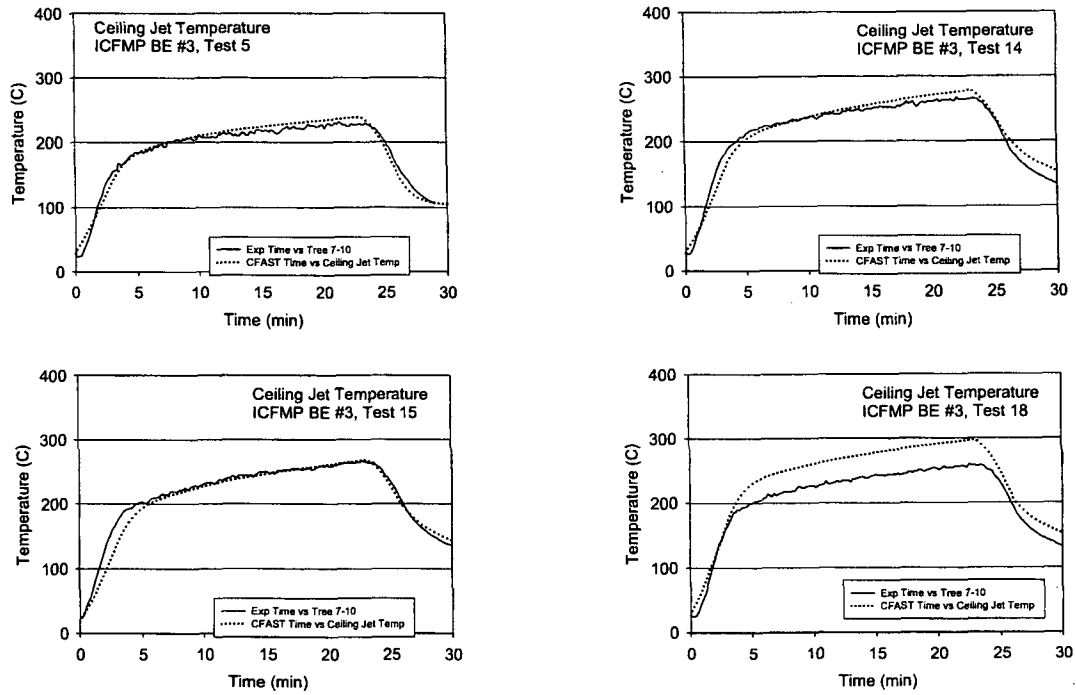 Ceiling Jet Temperature
ICFMP BE #3, Test 5
Temperature (C)
400
300
200
100
0
Exp Time vs Tree 7-10
CFAST Time vs Ceiling Jet Temp
0 5 10 15 20 25 30
Time (min)
Ceiling Jet Temperature
ICFMP BE #3, Test 14
Temperature (C)
400
300
200
100
0
Exp Time vs Tree 7-10
CFAST Time vs Ceiling Jet Temp
0 5 10 15 20 25 30
Time (min)
Ceiling Jet Temperature
ICFMP BE #3, Test 15
Temperature (C)
400
300
200
100
0
Exp Time vs Tree 7-10
CFAST Time vs Ceiling Jet Temp
0 5 10 15 20 25 30
Time (min)
Ceiling Jet Temperature
ICFMP BE #3, Test 18
Temperature (C)
400
300
200
100
0
Exp Time vs Tree 7-10
CFAST Time vs Ceiling Jet Temp
0 5 10 15 20 25 30
Time (min)